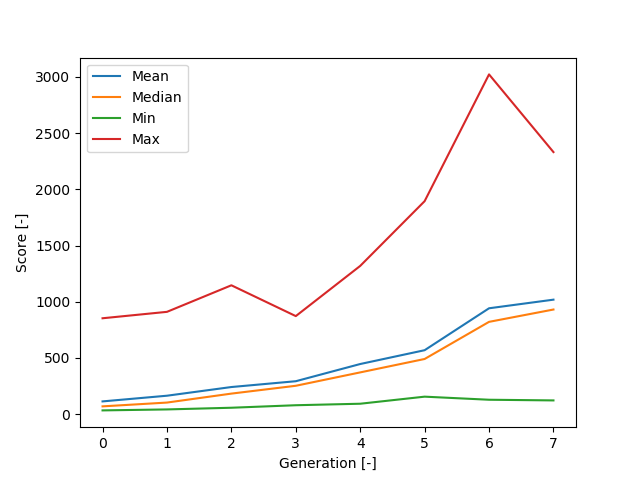 3000
2500
2000
1500
1000
500
0
Score [-]
Mean
Median
Min
Max
0 1 2 3 4 5 6 7
Generation [-]